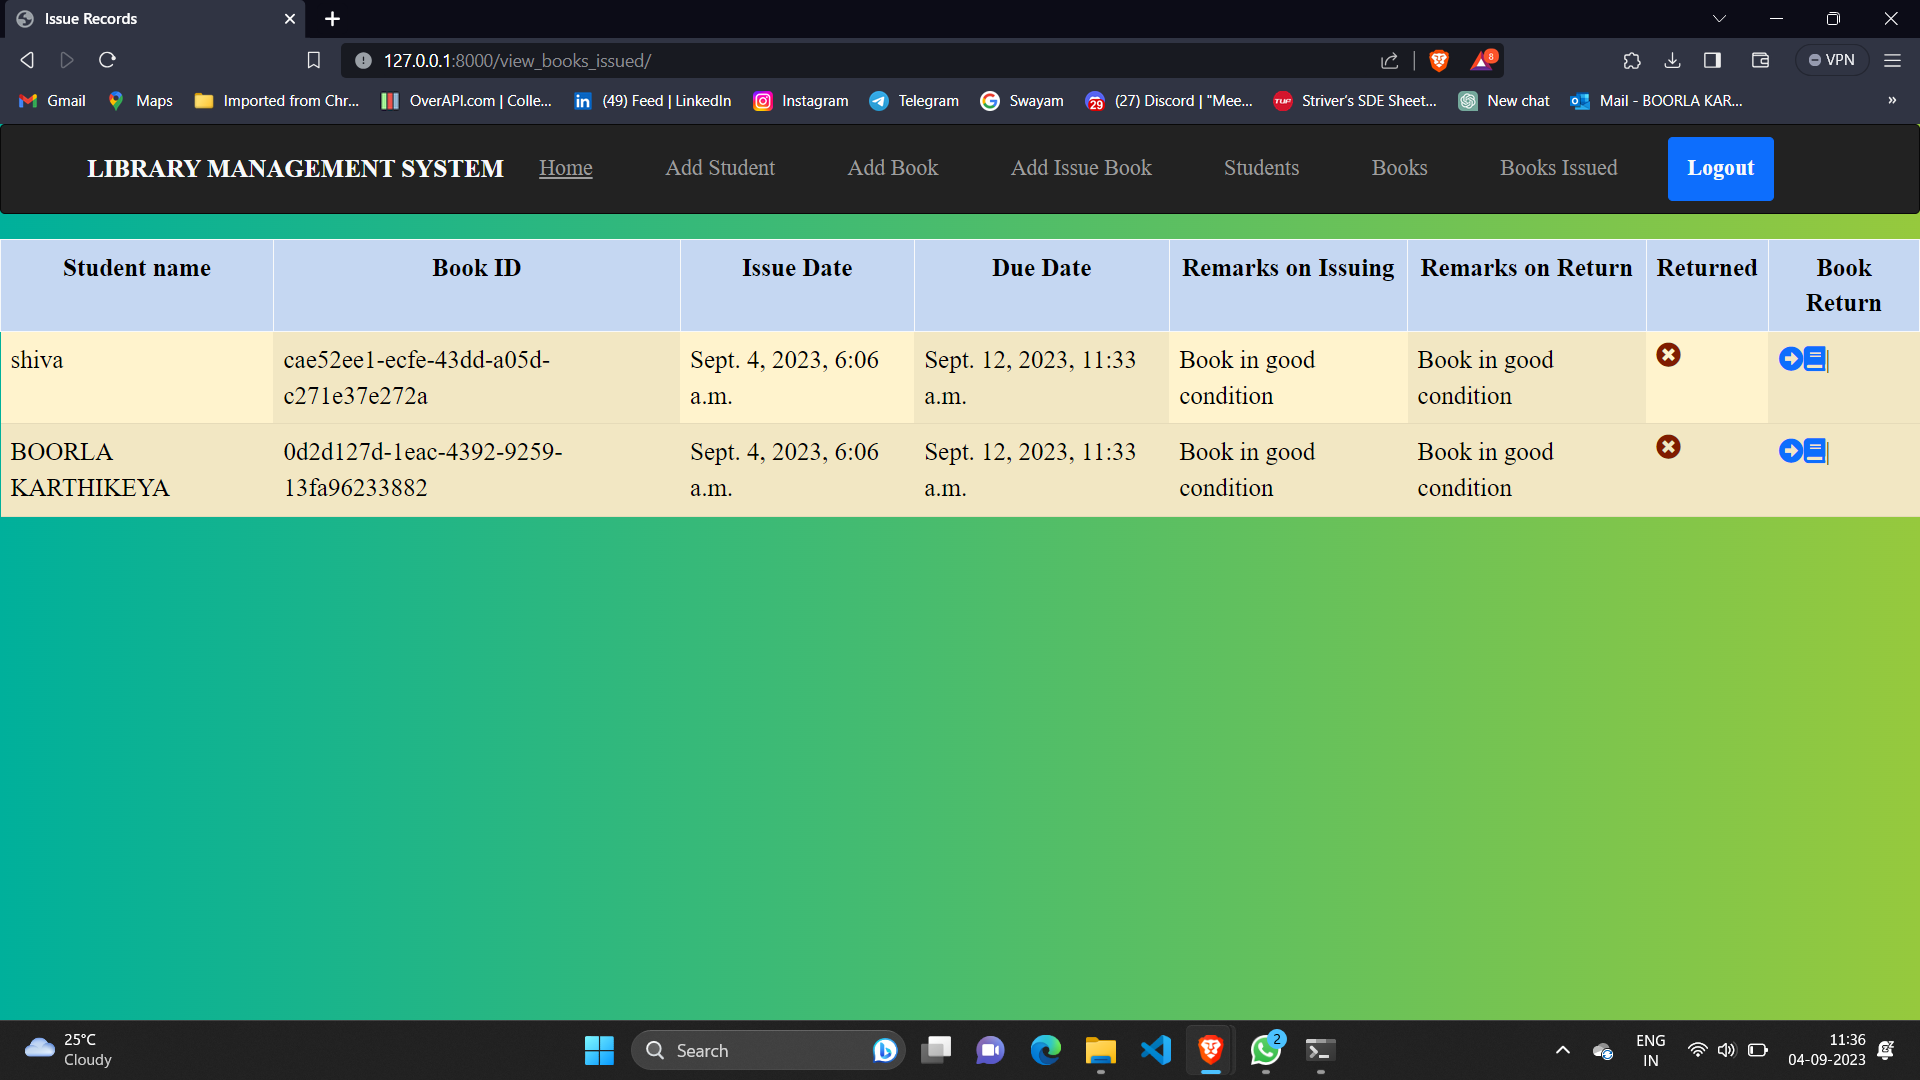 Issue Records
127.0.0.1:8000/view_books_issued/
8
VPN
Gmail
Maps
Imported from Chr...
OverAPI.com | Colle...
in
(49) Feed | LinkedIn
Instagram
Telegram
Swayam
29
(27) Discord | "Mee...
TUF
Striver's SDE Sheet...
New chat
Mail - BOORLA KAR...
»
LIBRARY MANAGEMENT SYSTEM
Home
Add Student
Add Book
Add Issue Book
Students
Books
Books Issued
Logout
Student name
Book ID
Issue Date
Due Date
Remarks on Issuing
Remarks on Return
Returned
Book
Return
shiva
cae52ee1-ecfe-43dd-a05d-
c271e37e272a
Sept. 4, 2023, 6:06
a.m.
Sept. 12, 2023, 11:33
a.m.
Book in good
condition
Book in good
condition
BOORLA
KARTHIKEYA
0d2d127d-1eac-4392-9259-
13fa96233882
Sept. 4, 2023, 6:06
a.m.
Sept. 12, 2023, 11:33
a.m.
Book in good
condition
Book in good
condition
25°C
Cloudy
Search
2
ENG
IN
11:36
04-09-2023